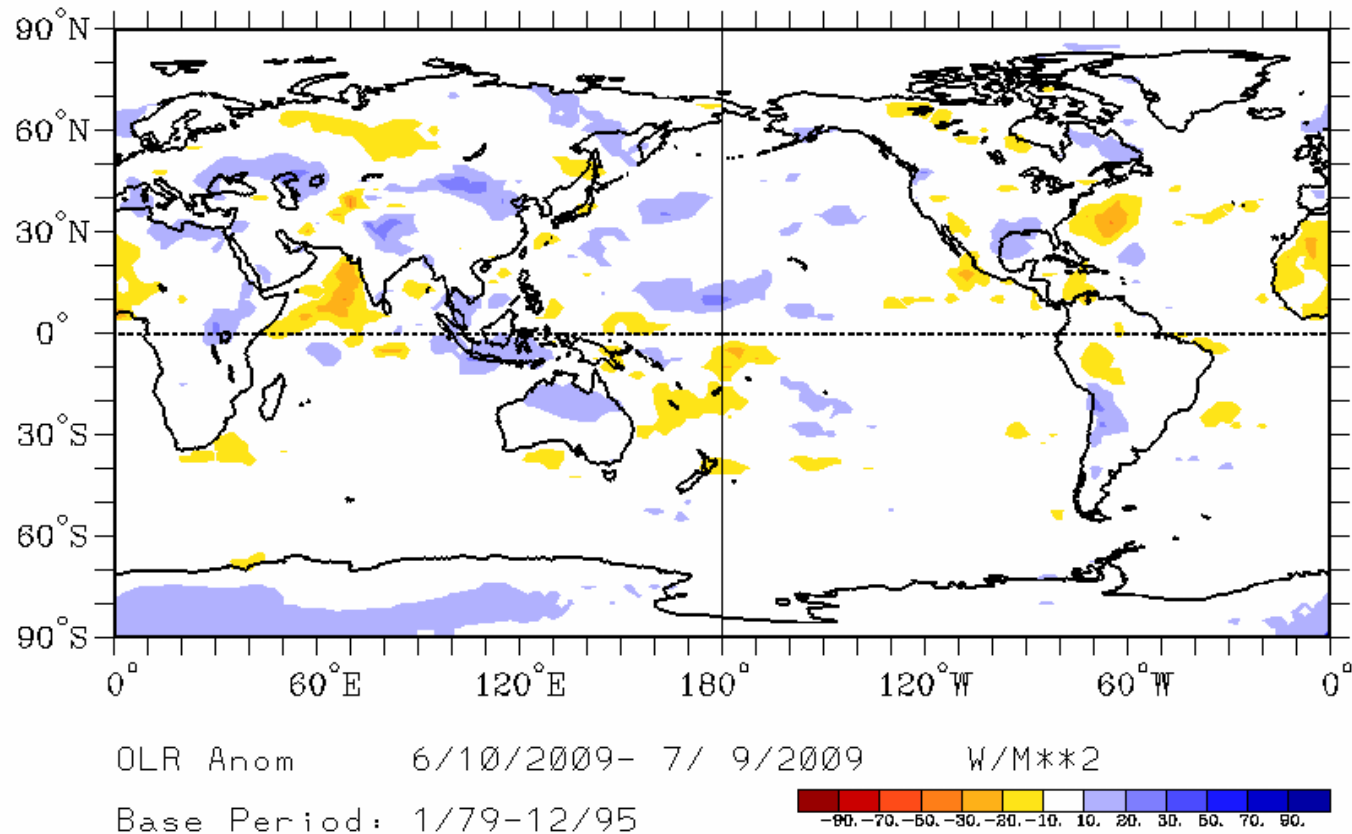 90°N
60°N
30°N
0°
30°S
60°S
90°S
0° 60°E 120°E 180° 120°W 60°W 0°
OLR Anom 6/10/2009- 7/ 9/2009 W/M**2
Base Period: 1/79-12/95
-90. -70. -50. -30. -20. -10. 10. 20. 30. 50. 70. 90.